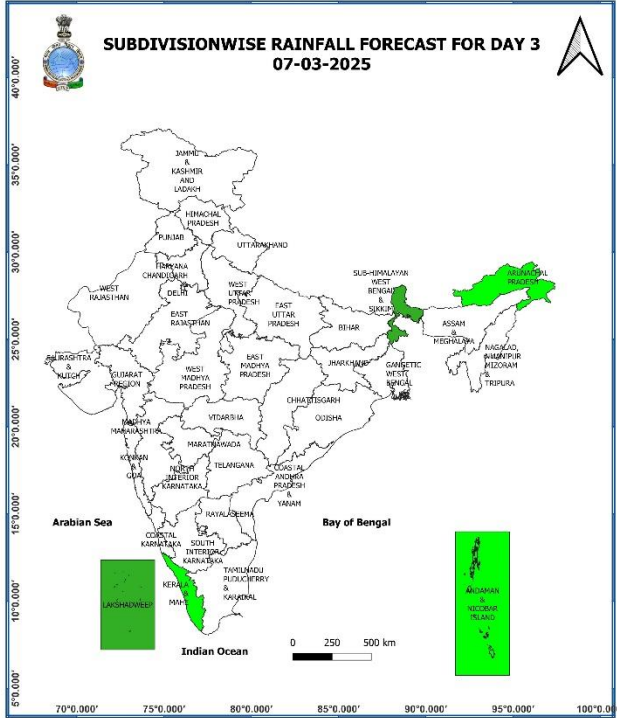 SUBDIVISIONWISE RAINFALL FORECAST FOR DAY 3
07-03-2025
40°0.000'
35°0.000'
30°0.000'
25°0.000'
20°0.000'
15°0.000'
10°0.000'
5°0.000'
JAMMU
&
KASHMIR
AND
LADAKH
HIMACHAL
PRADESH
PUNJAB
UTTARAKHAND
HARYANA
CHANDIGARH
DELHI
WEST
RAJASTHAN
WEST
UTTAR
PRADESH
EAST
RAJASTHAN
EAST
UTTAR
PRADESH
SUB-HIMALAYAN
WEST
BENGAL
&
SIKKIM
ARUNACHAL
PRADESH
BIHAR
ASSAM
&
MEGHALAYA
NAGALAD,
MANIPUR
MIZORAM
&
TRIPURA
SAURASHTRA
&
KUTCH
GUJARAT
REGION
WEST
MADHYA
PRADESH
EAST
MADHYA
PRADESH
JHARKHAND
GANGETIC
WEST
BENGAL
CHHATTISGARH
ODISHA
VIDARBHA
MADHYA
MAHARASHTRA
MARATHWADA
KONKAN
&
GOA
NORTH
INTERIOR
KARNATAKA
TELANGANA
COASTAL
ANDHRA
PRADESH
&
YANAM
RAYALASEEMA
Arabian Sea
Bay of Bengal
COASTAL
KARNATAKA
SOUTH
INTERIOR
KARNATAKA
TAMILNADU
PUDUCHERRY
&
KARAIKAL
KERALA
&
MAHE
LAKSHADWEEP
ANDAMAN
&
NICOBAR
ISLAND
Indian Ocean
0 250 500 km
70°0.000' 75°0.000' 80°0.000' 85°0.000' 90°0.000' 95°0.000' 100°0.00